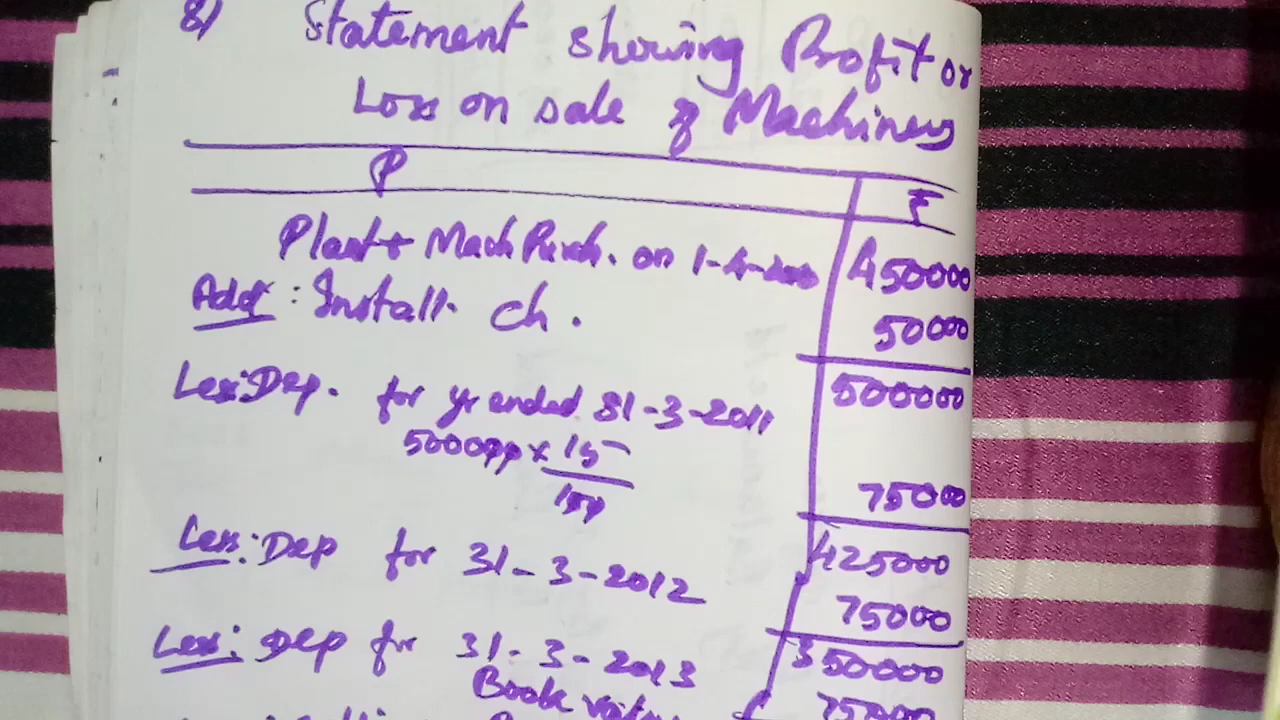 8) Statement showing Profit or
Loss on sale of Machinery
P ₹
Plant + Mach Purch. on 1-4- 450000
Add: Install. ch. 50000
500000
Less: Dep. for yr ended 31-3-2011
500000 × 15
100 75000
425000
Less: Dep for 31-3-2012 75000
350000
Less: Dep for 31-3-2013 75000
Book